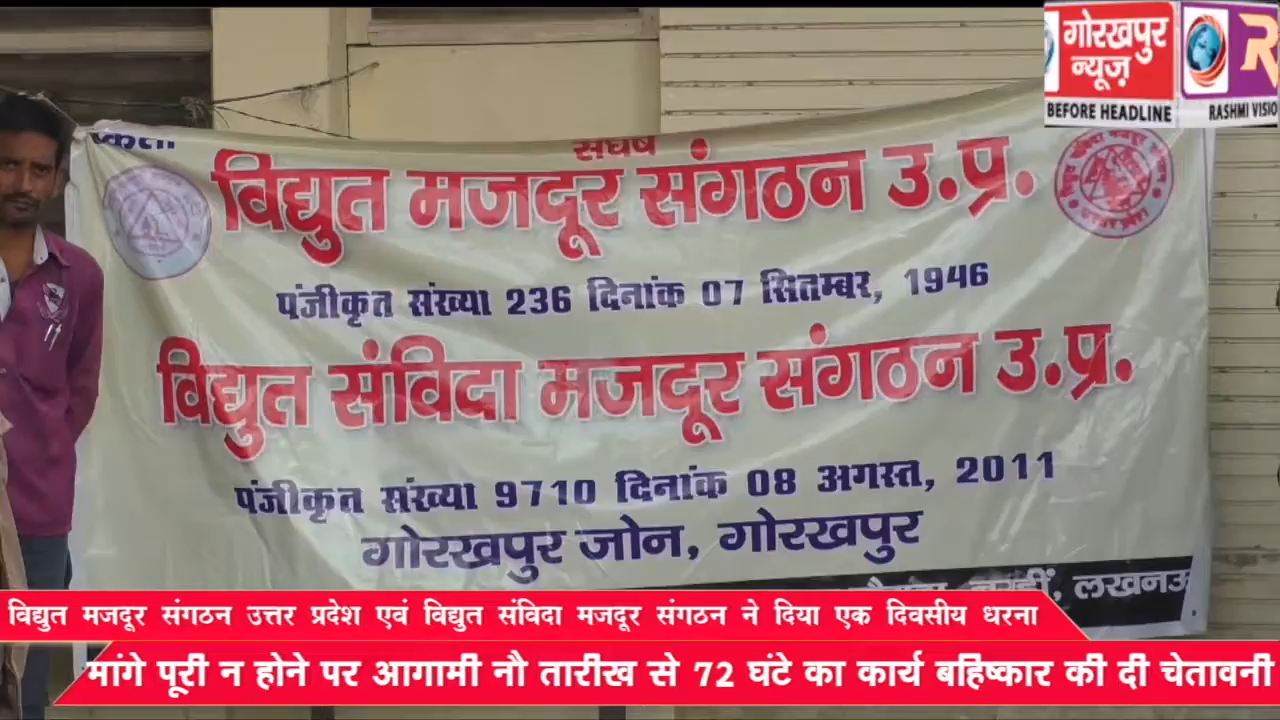 गोरखपुर
न्यूज़
BEFORE HEADLINE
R
RASHMI VISIO
एकता
संघर्ष
विद्युत मजदूर संगठन उ.प्र.
पंजीकृत संख्या 236 दिनांक 07 सितम्बर, 1946
विद्युत संविदा मजदूर संगठन उ.प्र.
पंजीकृत संख्या 9710 दिनांक 08 अगस्त, 2011
गोरखपुर जोन, गोरखपुर
नरहीं, लखनऊ
विद्युत मजदूर संगठन उत्तर प्रदेश एवं विद्युत संविदा मजदूर संगठन ने दिया एक दिवसीय धरना
मांगे पूरी न होने पर आगामी नौ तारीख से 72 घंटे का कार्य बहिष्कार की दी चेतावनी